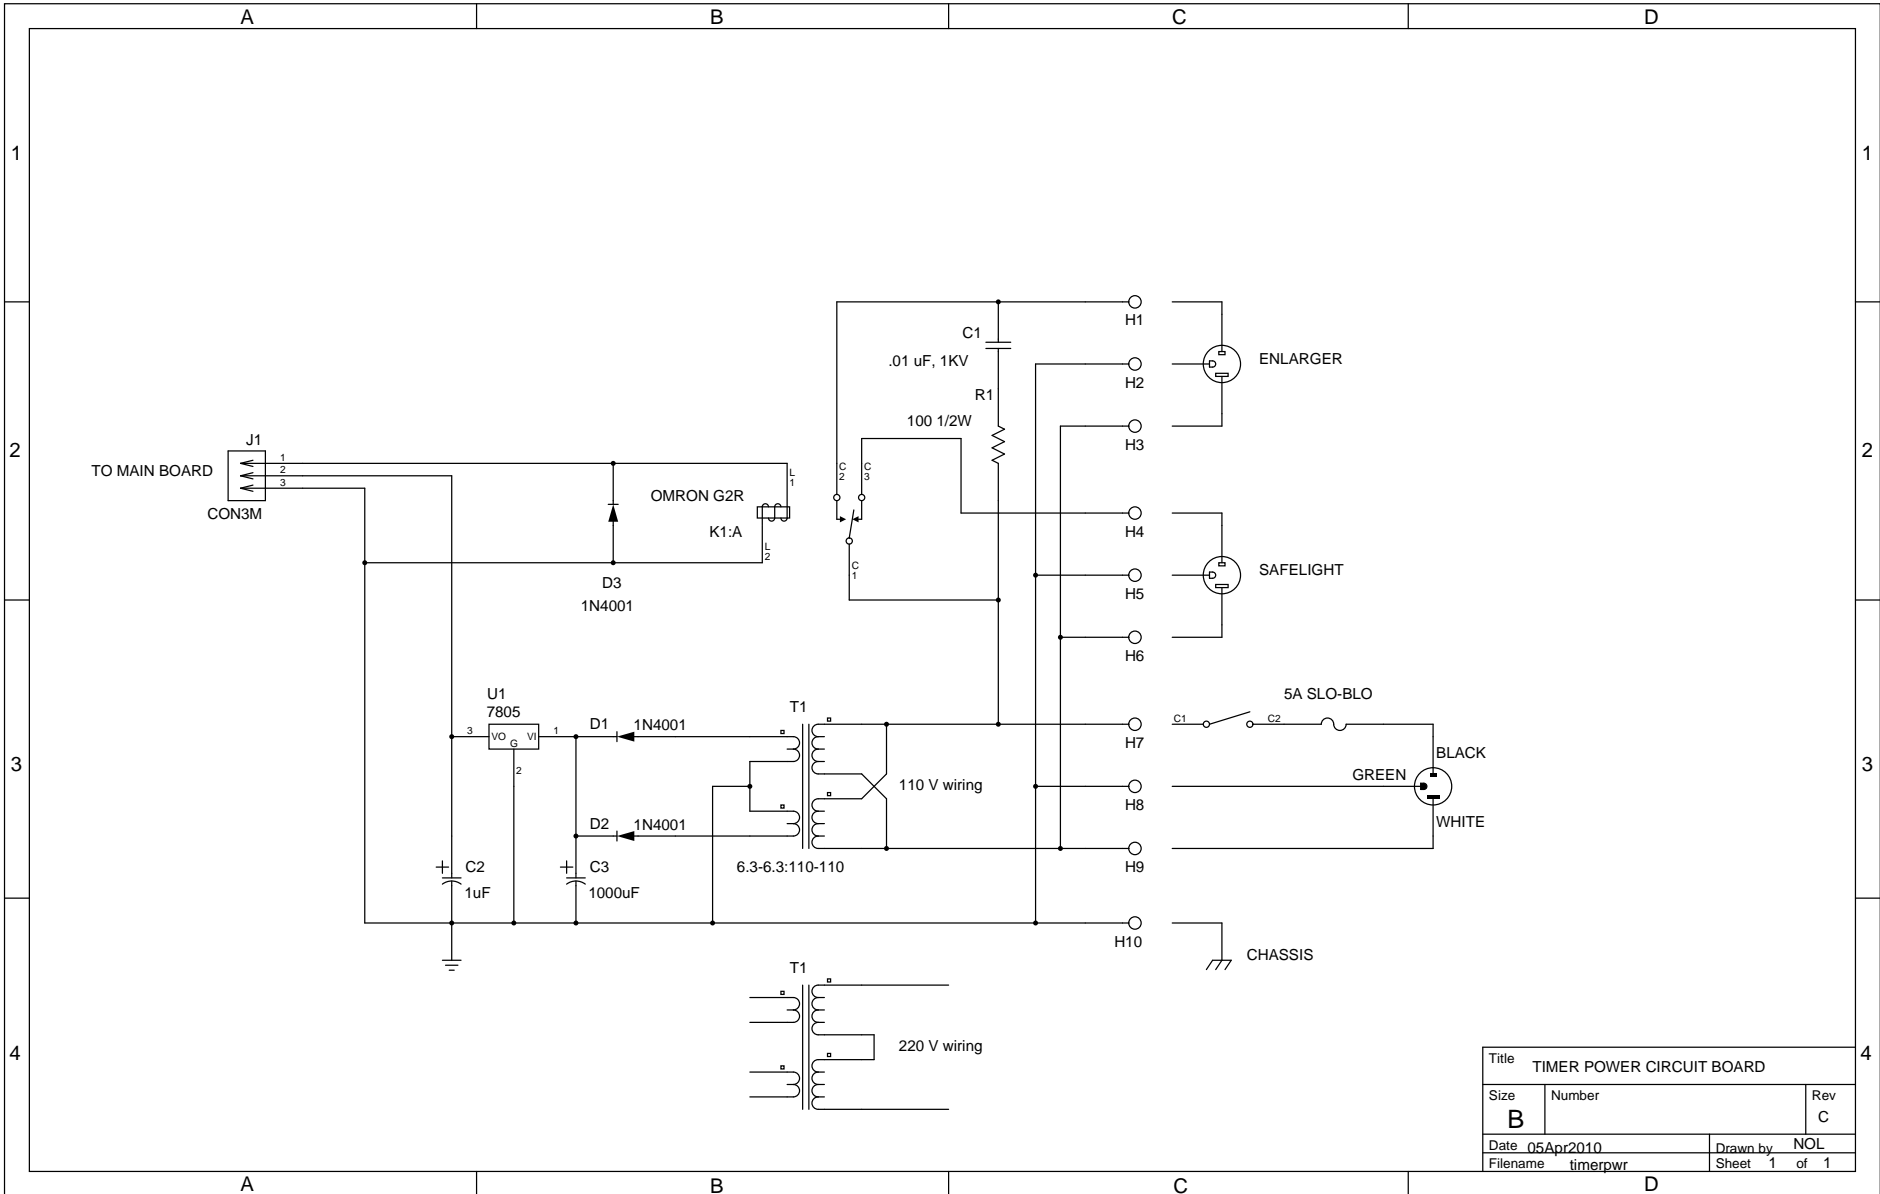 A B C D
1 1
H1
C1
.01 uF, 1KV
ENLARGER
H2
R1
100 1/2W
H3
2 2
J1
TO MAIN BOARD
1
2
3
CON3M
L1
OMRON G2R
K1:A
L2
C2
C3
C1
H4
SAFELIGHT
H5
D3
1N4001
H6
U1
7805
3 VO G VI 1
2
D1 1N4001
T1
5A SLO-BLO
C1 C2
H7
BLACK
3 3
110 V wiring
GREEN
H8
WHITE
D2 1N4001
C2
1uF
C3
1000uF
6.3-6.3:110-110
H9
H10
CHASSIS
T1
220 V wiring
4 4
Title TIMER POWER CIRCUIT BOARD
Size Number Rev
B C
Date 05Apr2010 Drawn by NOL
Filename timerpwr Sheet 1 of 1
A B C D